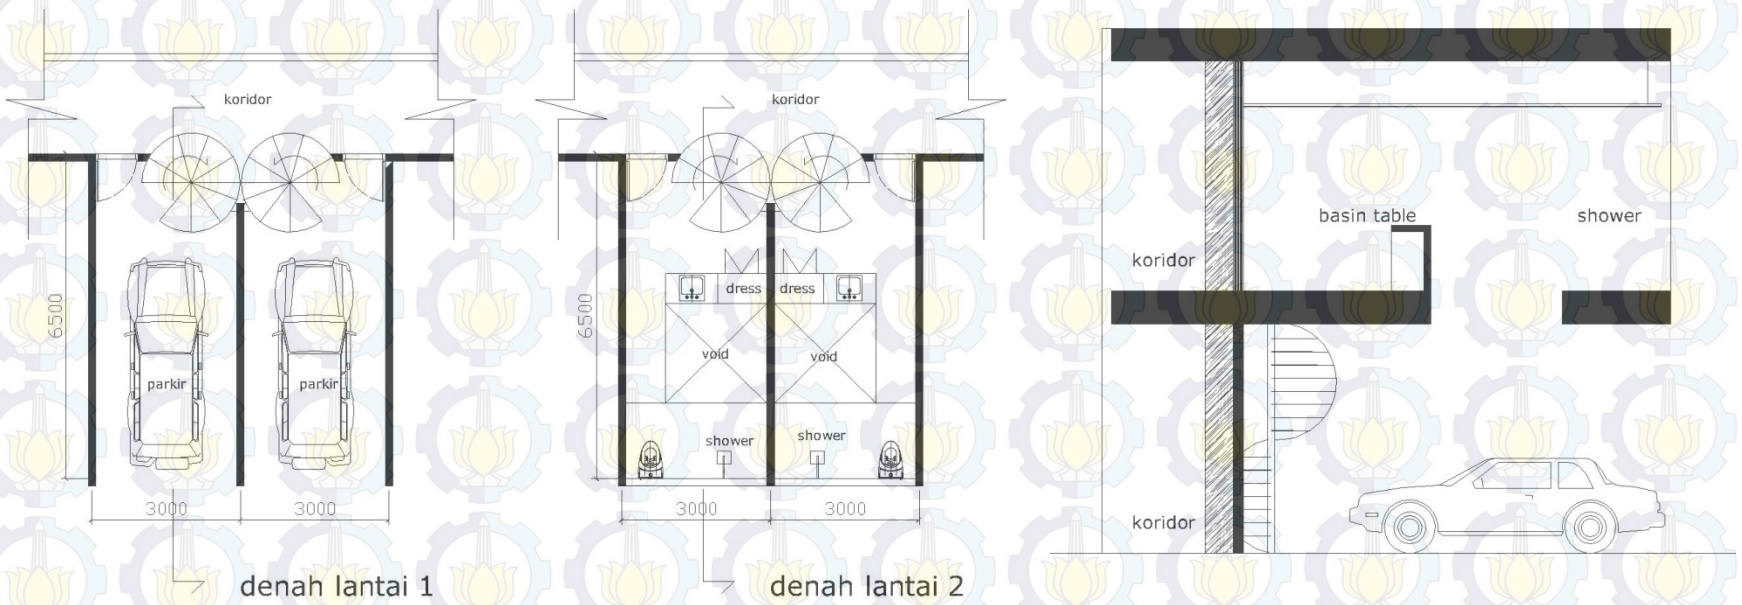 koridor
6500
parkir
parkir
3000
3000
denah lantai 1
koridor
6500
dress
dress
void
void
shower
shower
3000
3000
denah lantai 2
basin table
shower
koridor
koridor